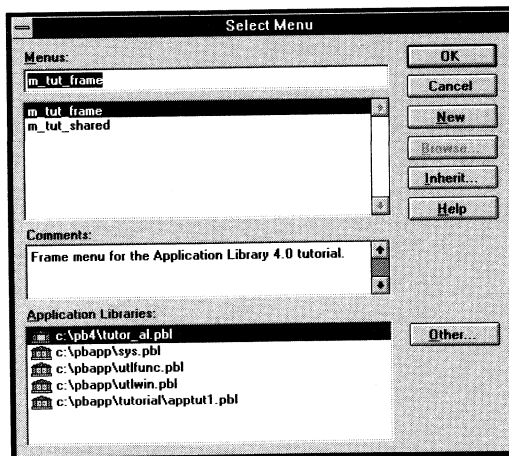 Select Menu
Menus:
m_tut_frame
m_tut_frame
m_tut_shared
Comments:
Frame menu for the Application Library 4.0 tutorial.
Application Libraries:
c:\pb4\tutor_al.pbl
c:\pbapp\sys.pbl
c:\pbapp\utlfunc.pbl
c:\pbapp\utlwin.pbl
c:\pbapp\tutorial\apptut1.pbl
OK
Cancel
New
Browse...
Inherit...
Help
Other...